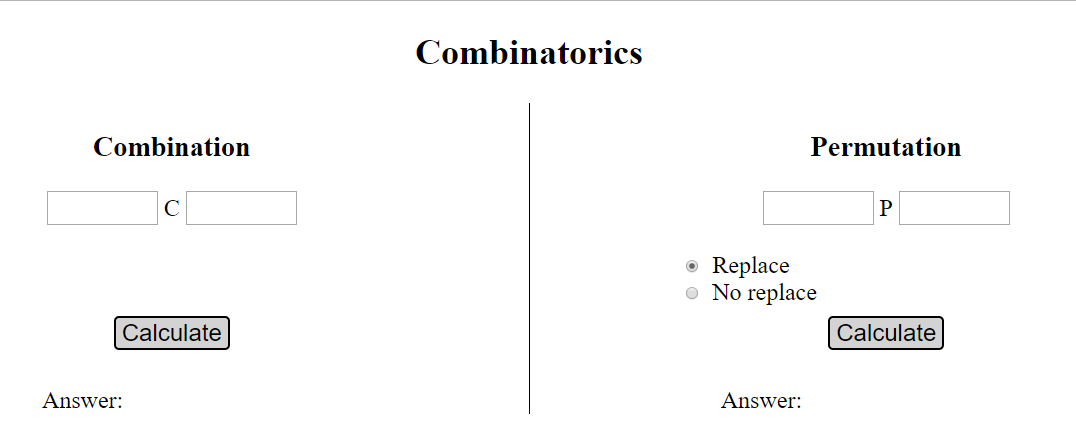 Combinatorics
Combination
C
Calculate
Answer:
Permutation
P
Replace
No replace
Calculate
Answer: